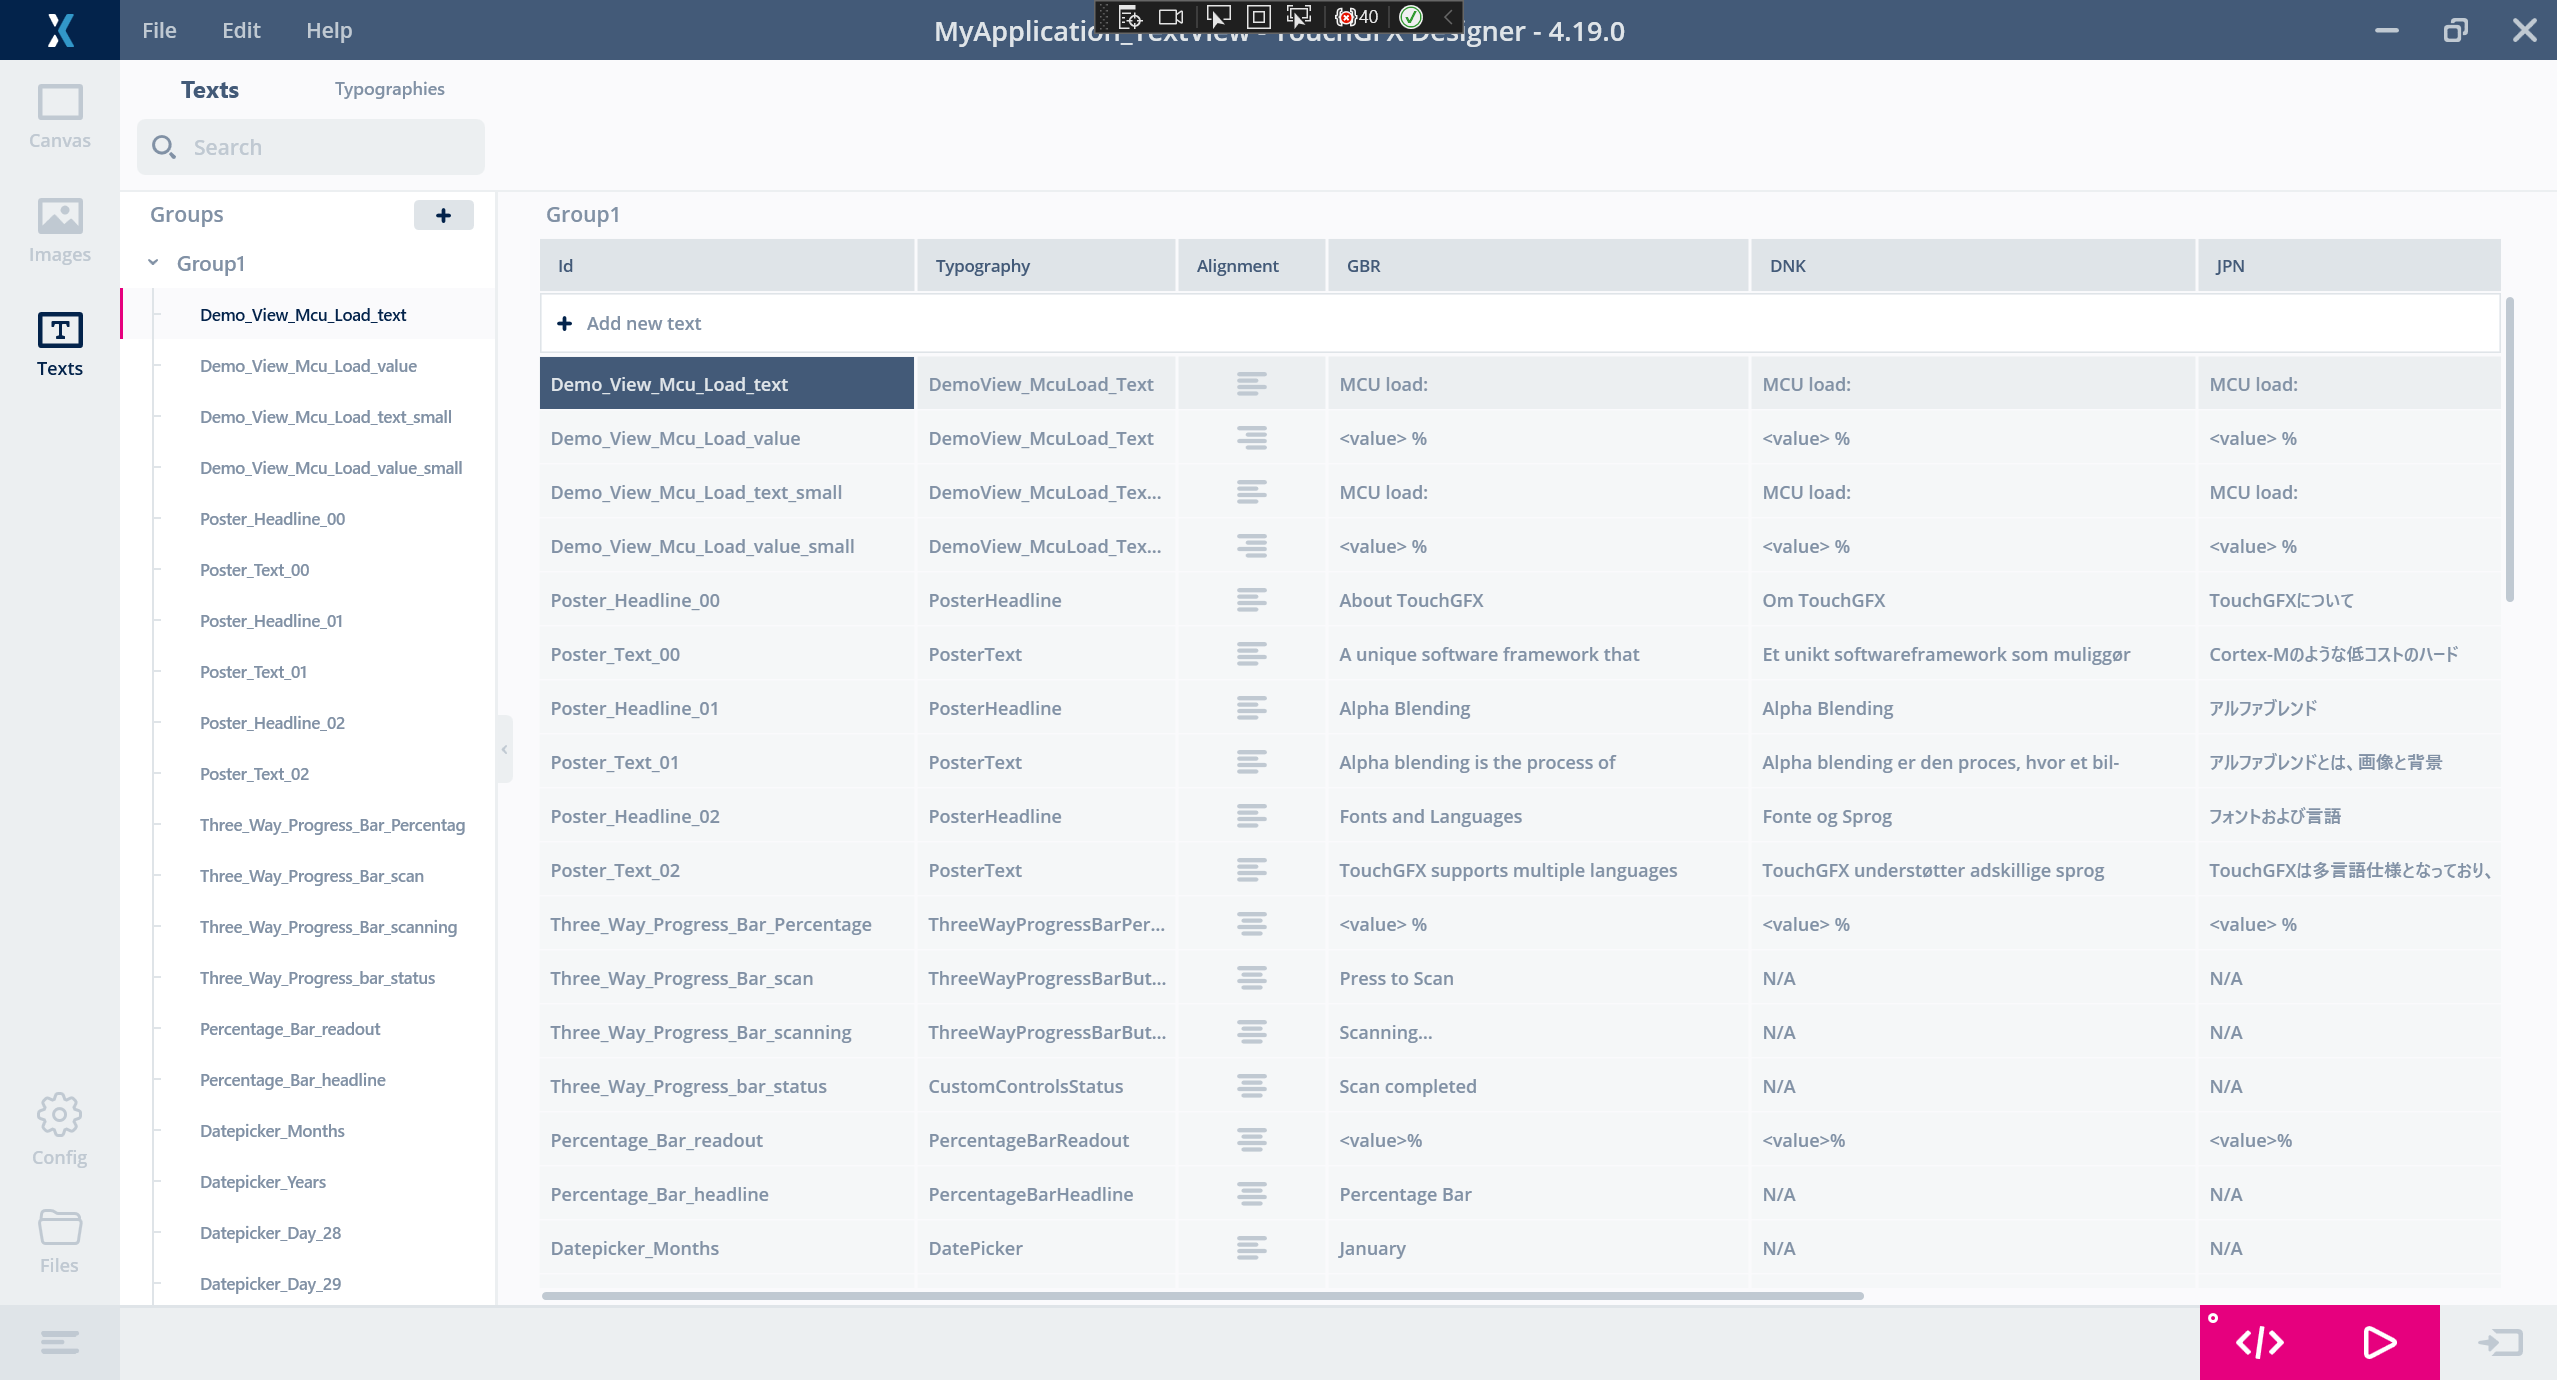 File Edit Help
40
MyApplication_TextView - TouchGFX Designer - 4.19.0
Canvas
Images
Texts
Config
Files
Texts Typographies
Search
Groups
Group1
Demo_View_Mcu_Load_text
Demo_View_Mcu_Load_value
Demo_View_Mcu_Load_text_small
Demo_View_Mcu_Load_value_small
Poster_Headline_00
Poster_Text_00
Poster_Headline_01
Poster_Text_01
Poster_Headline_02
Poster_Text_02
Three_Way_Progress_Bar_Percentag
Three_Way_Progress_Bar_scan
Three_Way_Progress_Bar_scanning
Three_Way_Progress_bar_status
Percentage_Bar_readout
Percentage_Bar_headline
Datepicker_Months
Datepicker_Years
Datepicker_Day_28
Datepicker_Day_29
Group1
Id Typography Alignment GBR DNK JPN
Add new text
Demo_View_Mcu_Load_text DemoView_McuLoad_Text MCU load: MCU load: MCU load:
Demo_View_Mcu_Load_value DemoView_McuLoad_Text <value> % <value> % <value> %
Demo_View_Mcu_Load_text_small DemoView_McuLoad_Tex... MCU load: MCU load: MCU load:
Demo_View_Mcu_Load_value_small DemoView_McuLoad_Tex... <value> % <value> % <value> %
Poster_Headline_00 PosterHeadline About TouchGFX Om TouchGFX TouchGFXについて
Poster_Text_00 PosterText A unique software framework that Et unikt softwareframework som muliggør Cortex-Mのような低コストのハード
Poster_Headline_01 PosterHeadline Alpha Blending Alpha Blending アルファブレンド
Poster_Text_01 PosterText Alpha blending is the process of Alpha blending er den proces, hvor et bil- アルファブレンドとは、画像と背景
Poster_Headline_02 PosterHeadline Fonts and Languages Fonte og Sprog フォントおよび言語
Poster_Text_02 PosterText TouchGFX supports multiple languages TouchGFX understøtter adskillige sprog TouchGFXは多言語仕様となっており、
Three_Way_Progress_Bar_Percentage ThreeWayProgressBarPer... <value> % <value> % <value> %
Three_Way_Progress_Bar_scan ThreeWayProgressBarBut... Press to Scan N/A N/A
Three_Way_Progress_Bar_scanning ThreeWayProgressBarBut... Scanning... N/A N/A
Three_Way_Progress_bar_status CustomControlsStatus Scan completed N/A N/A
Percentage_Bar_readout PercentageBarReadout <value>% <value>% <value>%
Percentage_Bar_headline PercentageBarHeadline Percentage Bar N/A N/A
Datepicker_Months DatePicker January N/A N/A